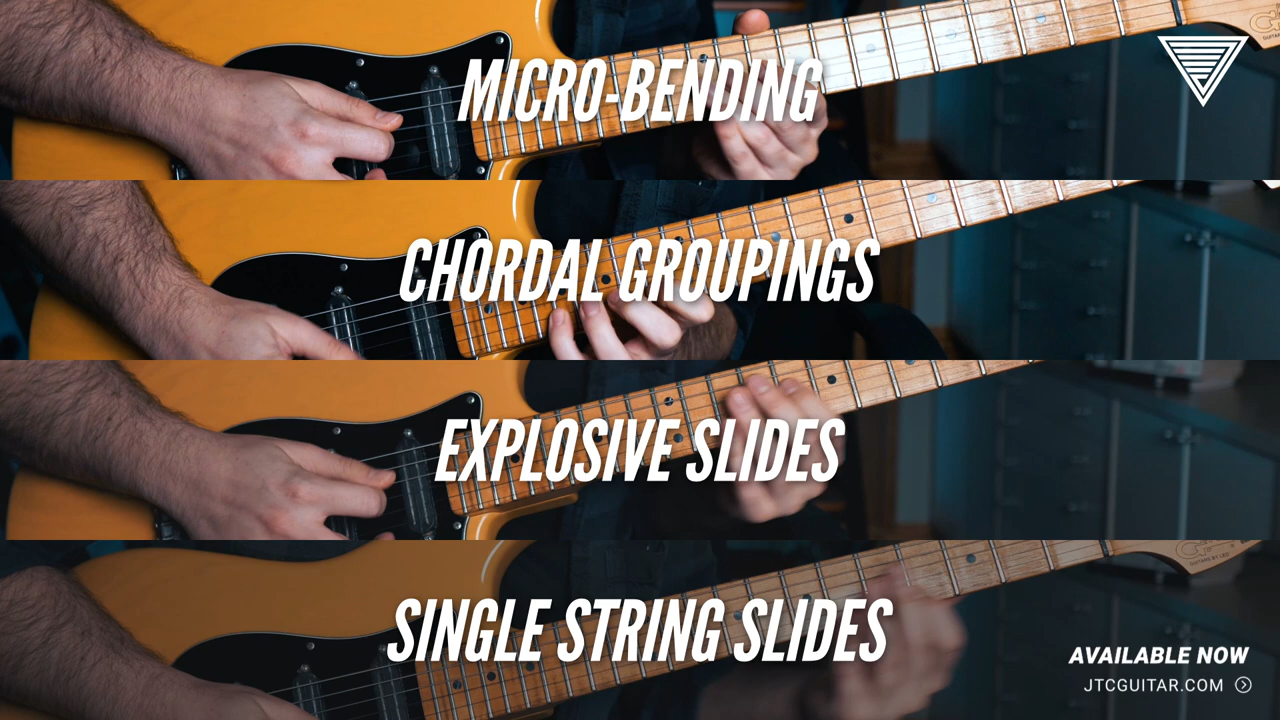 MICRO-BENDING
CHORDAL GROUPINGS
EXPLOSIVE SLIDES
SINGLE STRING SLIDES
AVAILABLE NOW
JTCGUITAR.COM